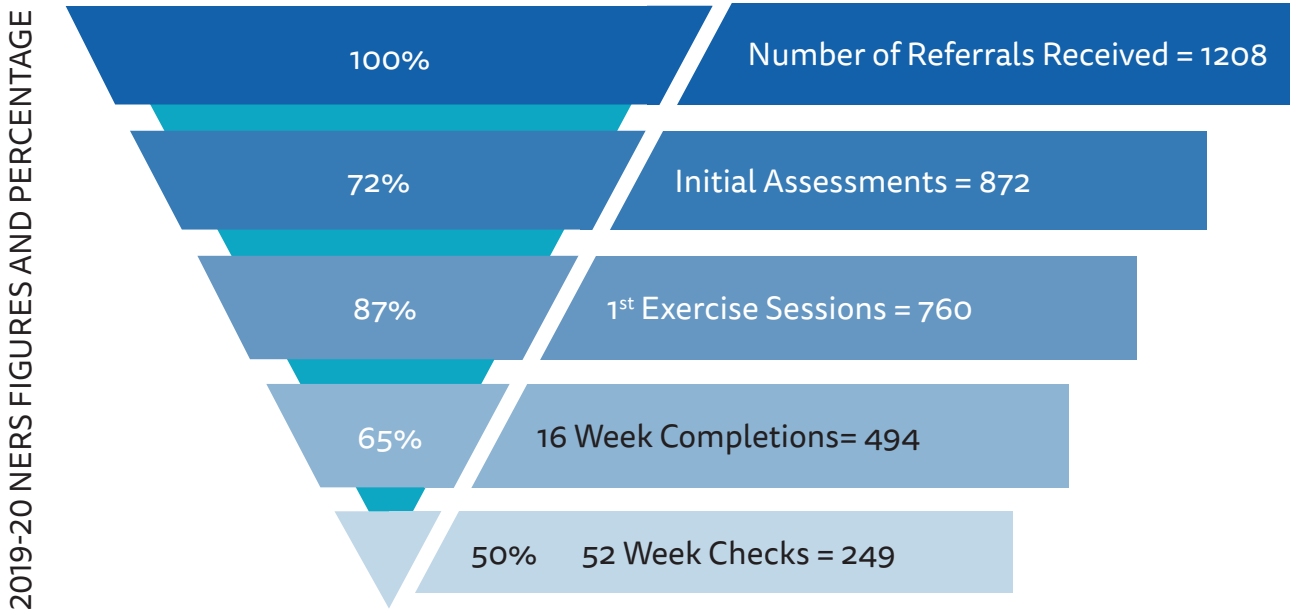 2019-20 NERS FIGURES AND PERCENTAGE
100%
Number of Referrals Received = 1208
72%
Initial Assessments = 872
87%
1st Exercise Sessions = 760
65%
16 Week Completions= 494
50% 52 Week Checks = 249